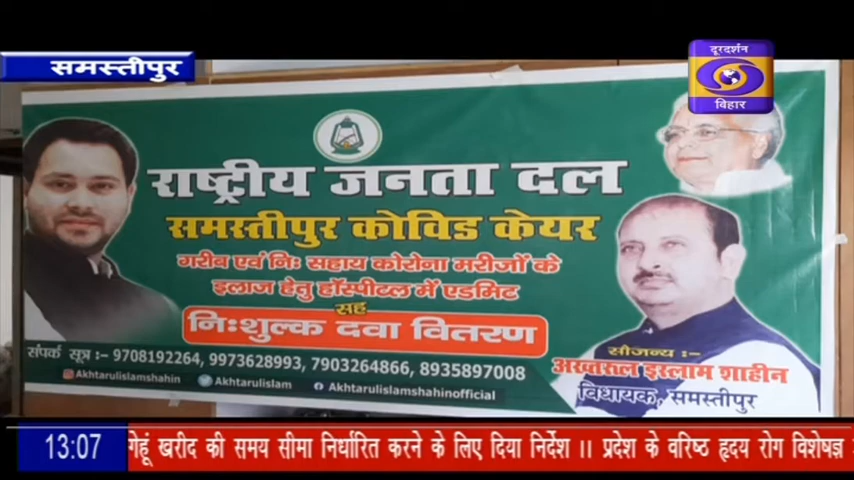 समस्तीपुर
दूरदर्शन
बिहार
राष्ट्रीय जनता दल
समस्तीपुर कोविड केयर
गरीब एवं निः सहाय कोरोना मरीजों के
इलाज हेतु हॉस्पीटल में एडमिट
सह
निःशुल्क दवा वितरण
संपर्क सूत्र :- 9708192264, 9973628993, 7903264866, 8935897008
Akhtarulislamshahin Akhtarulislam AkhtarulIslamshahinofficial
सौजन्य :-
अख्तरुल इस्लाम शाहीन
विधायक, समस्तीपुर
13:07 गेहूं खरीद की समय सीमा निर्धारित करने के लिए दिया निर्देश ।। प्रदेश के वरिष्ठ हृदय रोग विशेषज्ञ